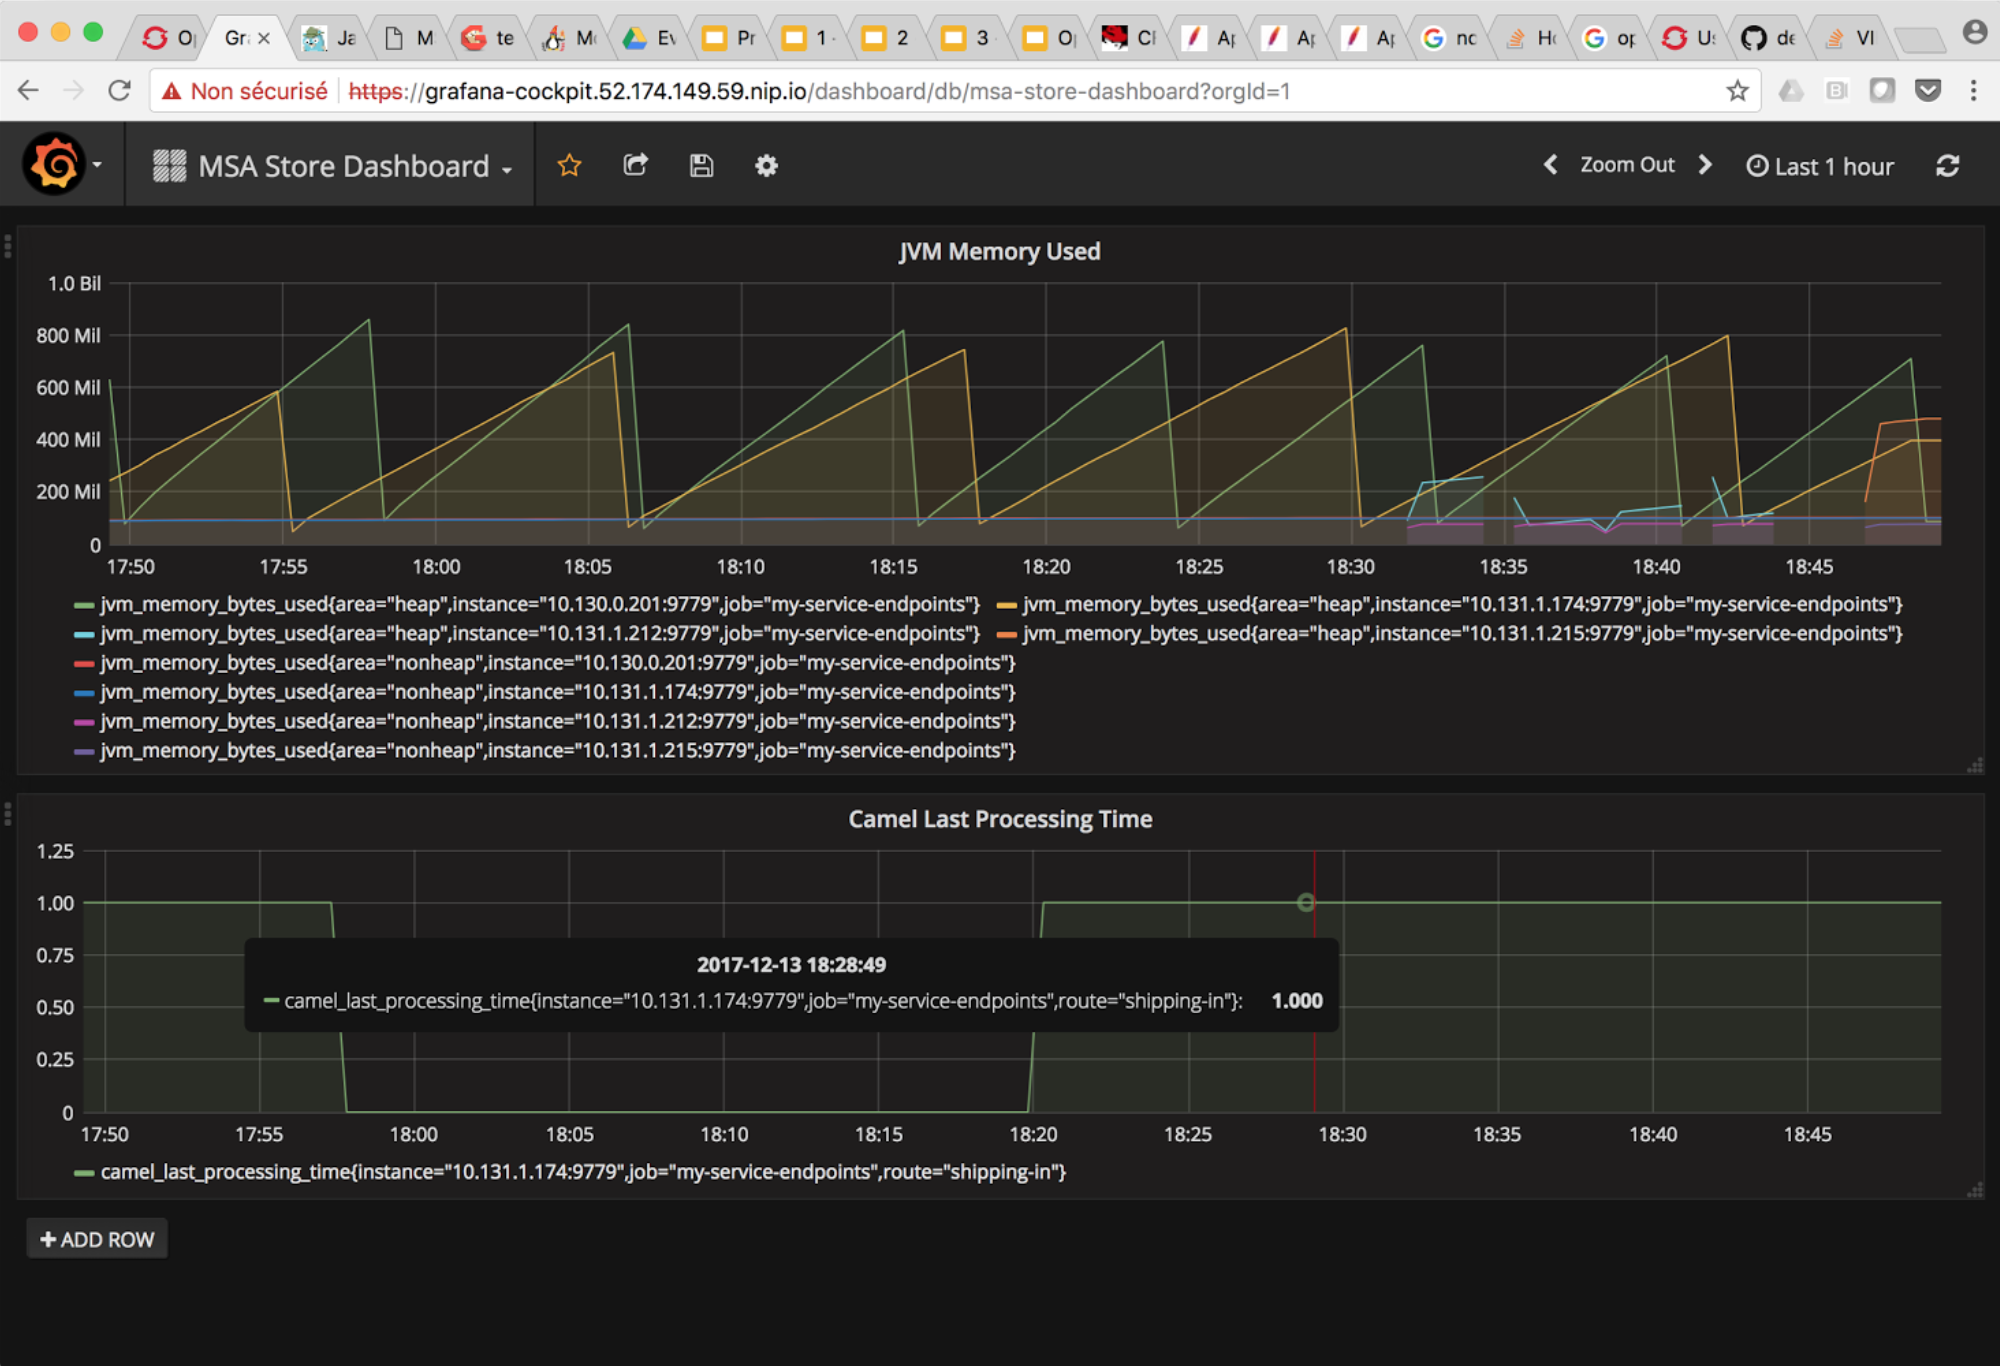 Op Gra Ja M te Mo Ev Pr 1 - 2 3 - Op CF Ap Ap Ap nc Ho op Us de VI
Non sécurisé https://grafana-cockpit.52.174.149.59.nip.io/dashboard/db/msa-store-dashboard?orgId=1
MSA Store Dashboard Zoom Out Last 1 hour
JVM Memory Used
1.0 Bil
800 Mil
600 Mil
400 Mil
200 Mil
0
17:50 17:55 18:00 18:05 18:10 18:15 18:20 18:25 18:30 18:35 18:40 18:45
jvm_memory_bytes_used{area="heap",instance="10.130.0.201:9779",job="my-service-endpoints"} jvm_memory_bytes_used{area="heap",instance="10.131.1.174:9779",job="my-service-endpoints"}
jvm_memory_bytes_used{area="heap",instance="10.131.1.212:9779",job="my-service-endpoints"} jvm_memory_bytes_used{area="heap",instance="10.131.1.215:9779",job="my-service-endpoints"}
jvm_memory_bytes_used{area="nonheap",instance="10.130.0.201:9779",job="my-service-endpoints"}
jvm_memory_bytes_used{area="nonheap",instance="10.131.1.174:9779",job="my-service-endpoints"}
jvm_memory_bytes_used{area="nonheap",instance="10.131.1.212:9779",job="my-service-endpoints"}
jvm_memory_bytes_used{area="nonheap",instance="10.131.1.215:9779",job="my-service-endpoints"}
Camel Last Processing Time
1.25
1.00
0.75
2017-12-13 18:28:49
camel_last_processing_time{instance="10.131.1.174:9779",job="my-service-endpoints",route="shipping-in"}: 1.000
0.50
0.25
0
17:50 17:55 18:00 18:05 18:10 18:15 18:20 18:25 18:30 18:35 18:40 18:45
camel_last_processing_time{instance="10.131.1.174:9779",job="my-service-endpoints",route="shipping-in"}
ADD ROW